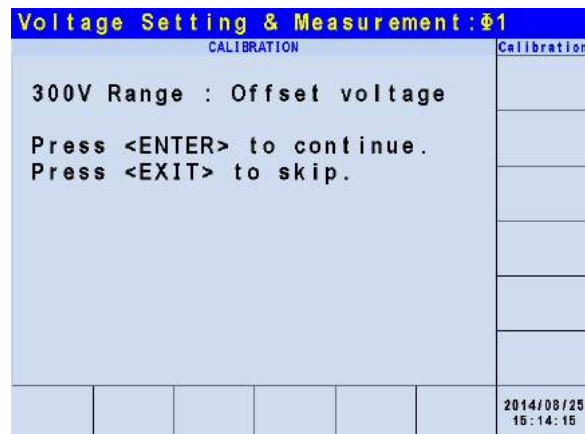 Voltage Setting & Measurement:Φ1
CALIBRATION
Calibration
300V Range : Offset voltage
Press <ENTER> to continue.
Press <EXIT> to skip.
2014/08/25
15:14:15